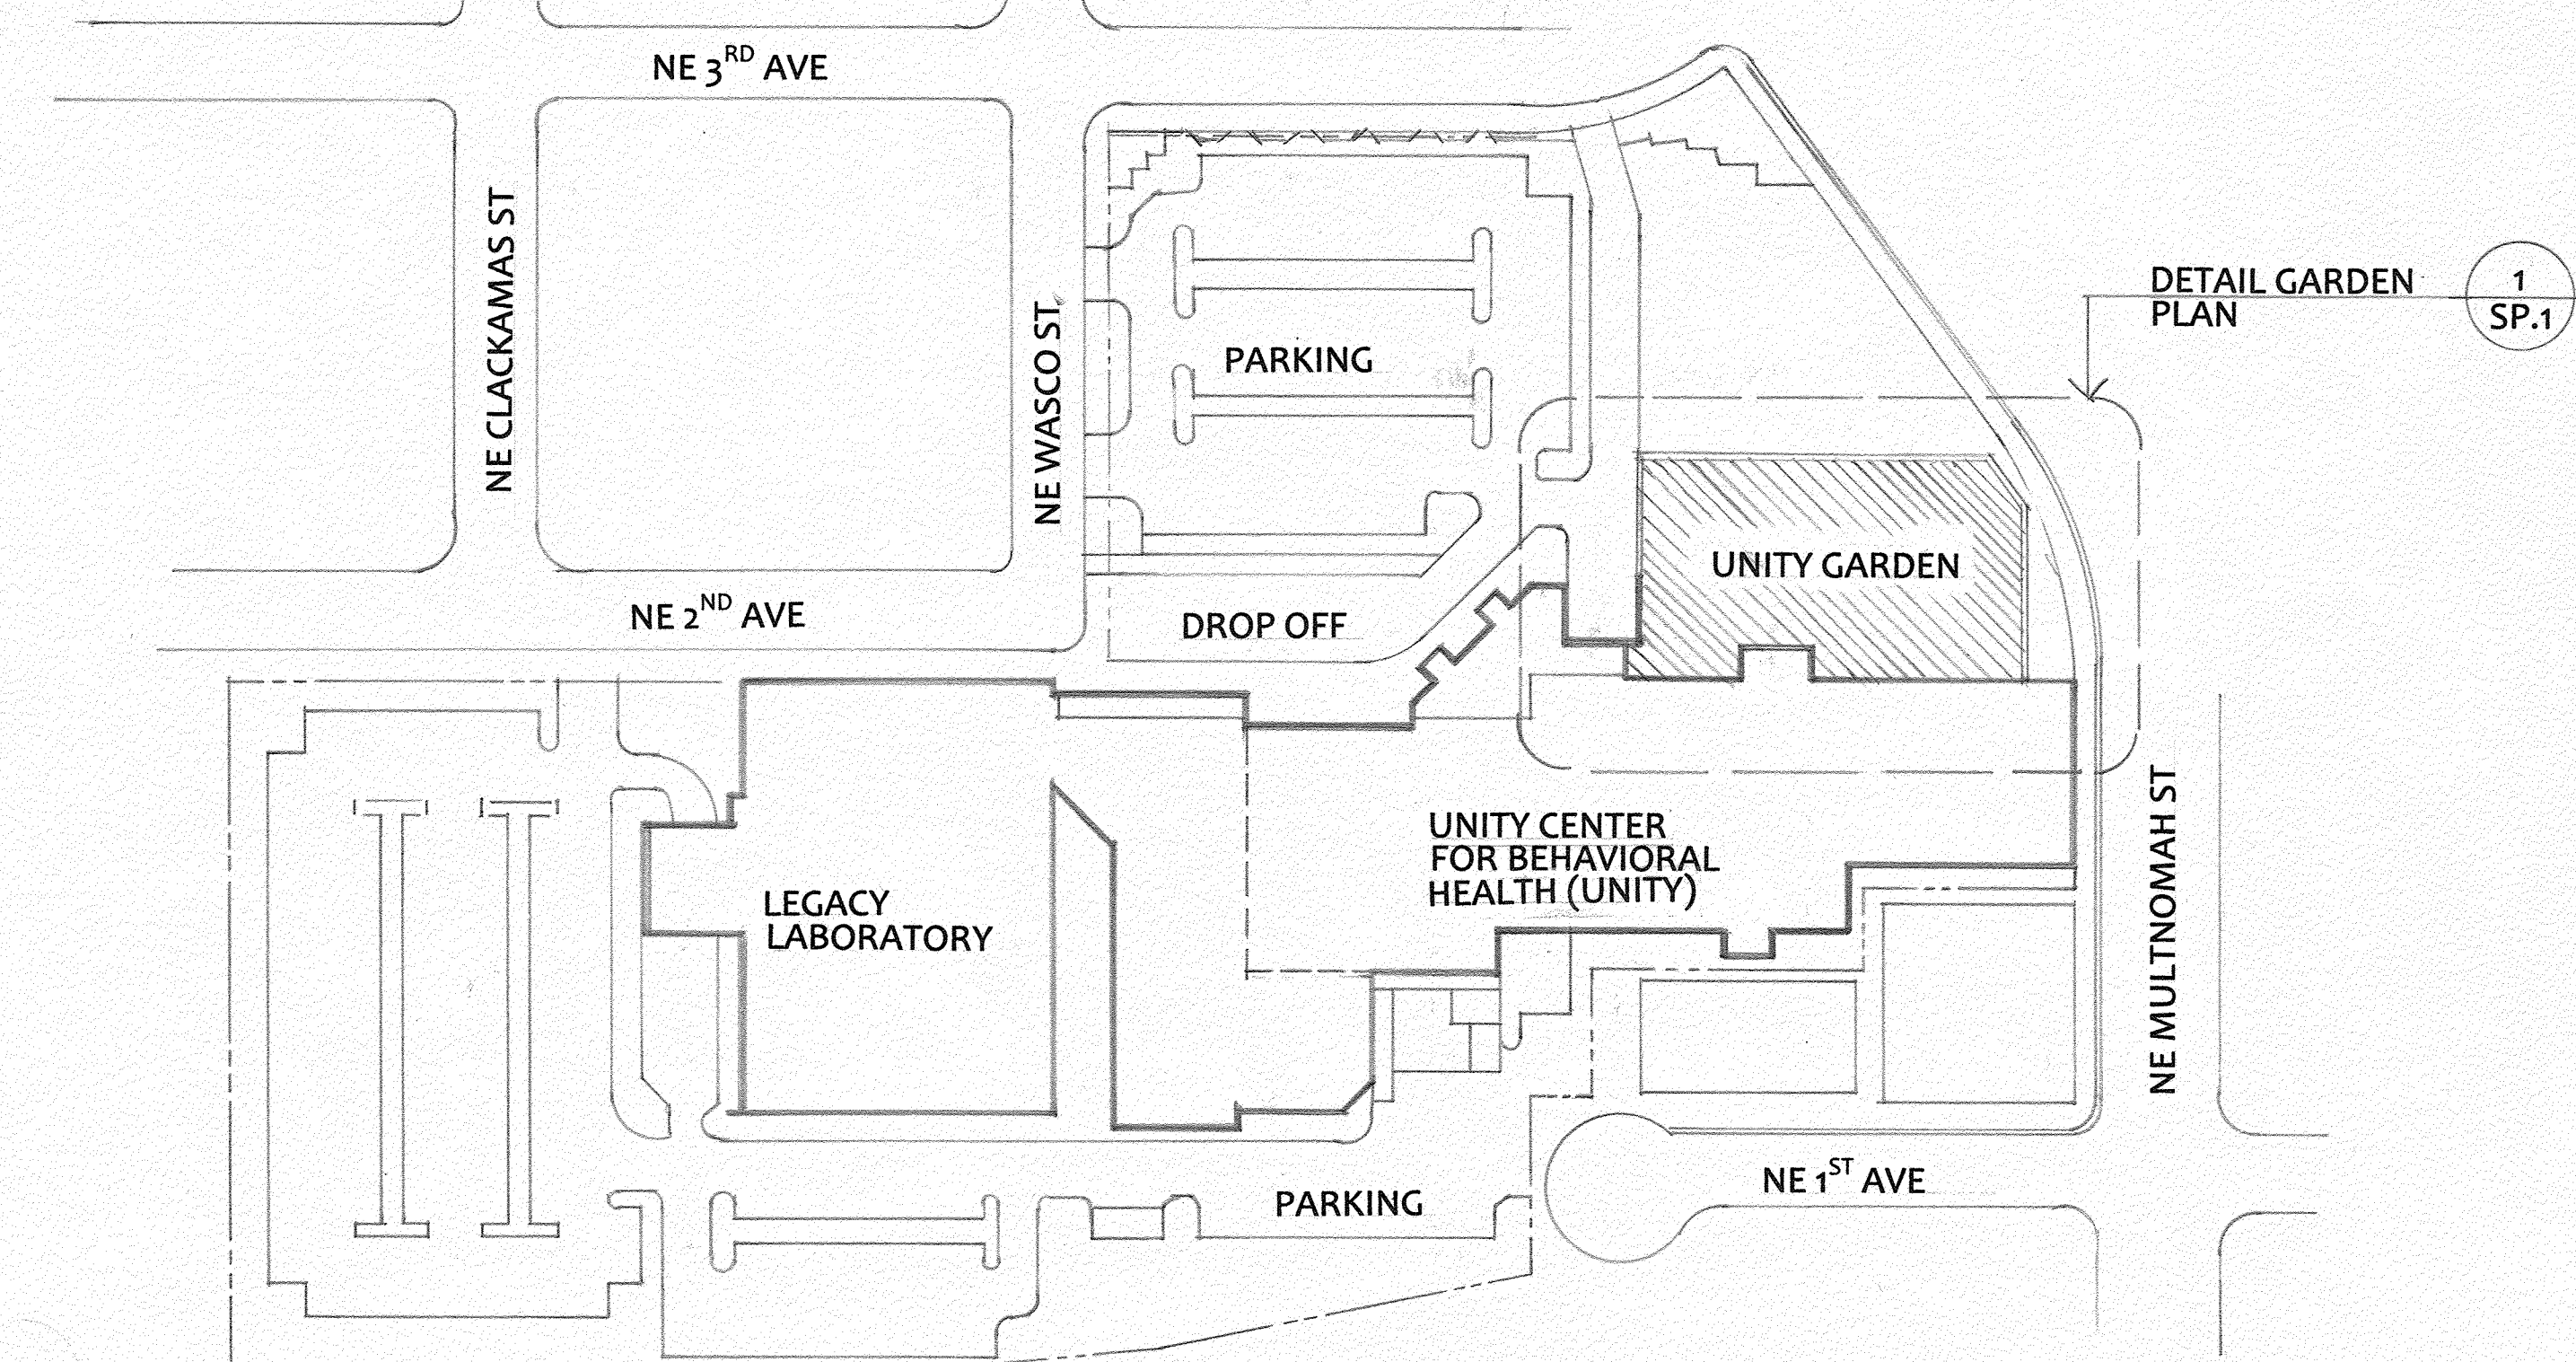 NE 3RD AVE
NE CLACKAMAS ST
NE WASCO ST
PARKING
DETAIL GARDEN
PLAN
1
SP.1
UNITY GARDEN
NE 2ND AVE
DROP OFF
UNITY CENTER
FOR BEHAVIORAL
HEALTH (UNITY)
LEGACY
LABORATORY
NE MULTNOMAH ST
PARKING
NE 1ST AVE